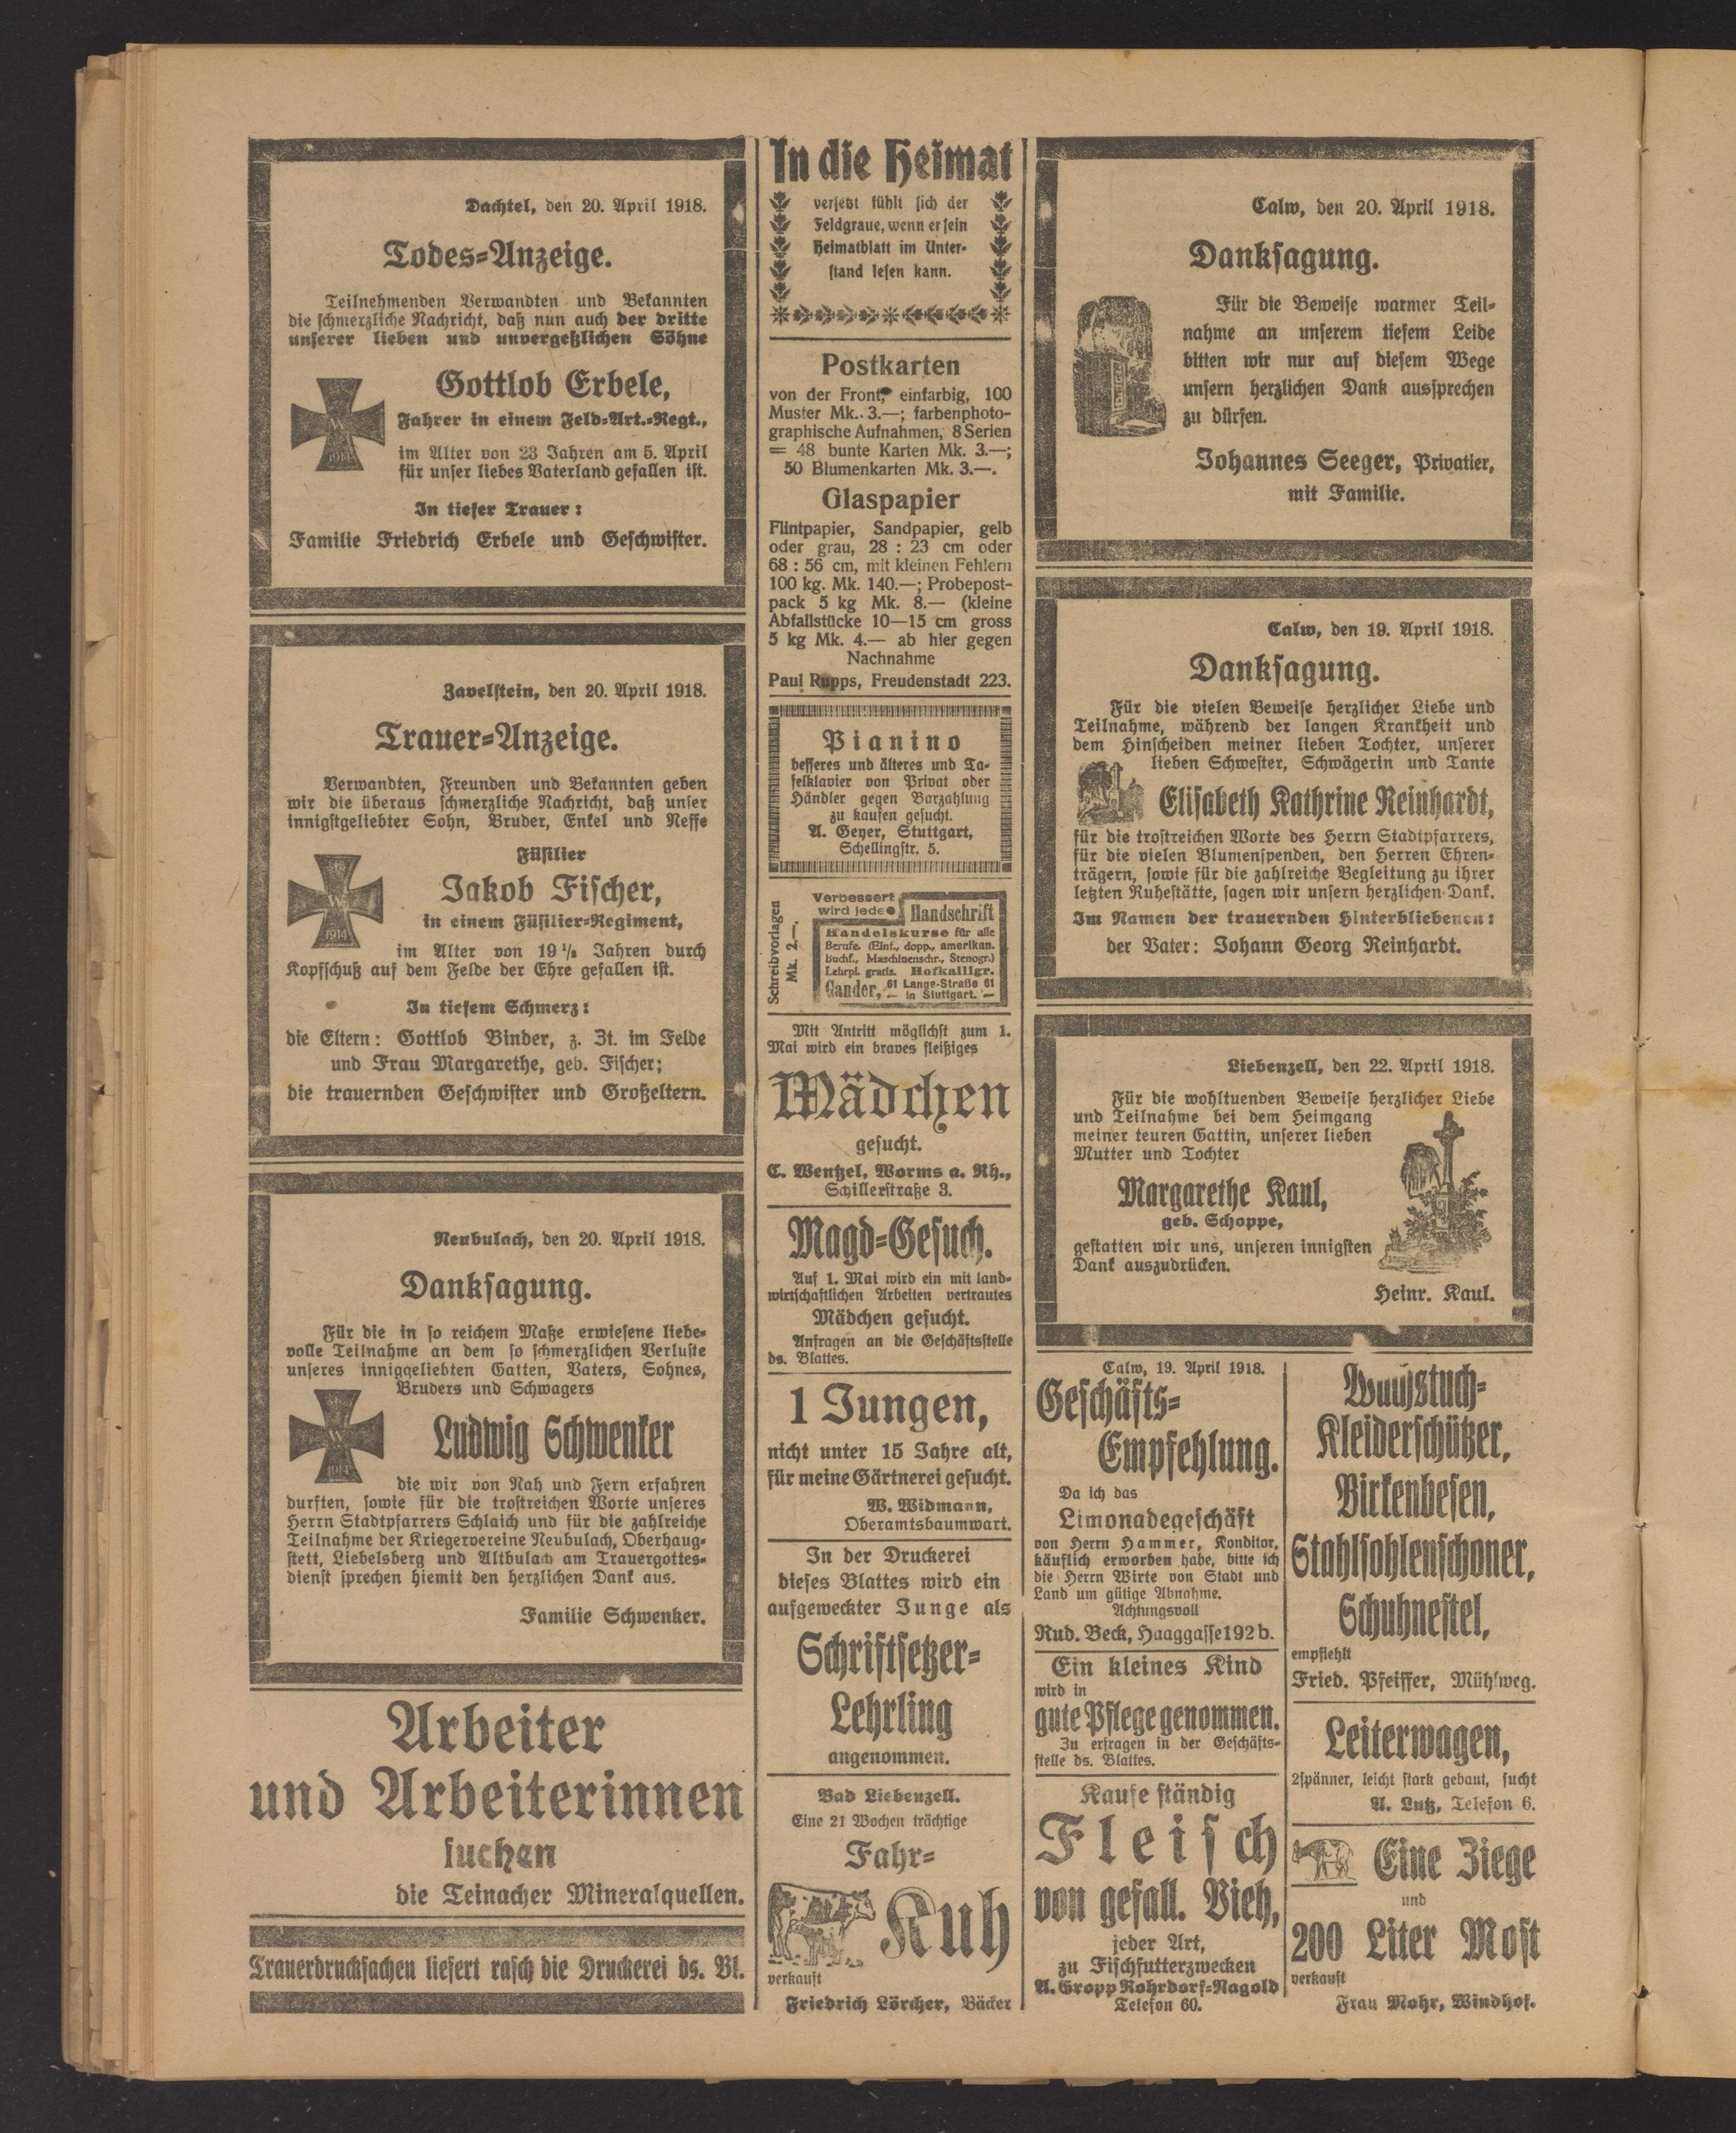 Dachtel, den 20. April 1918.
Todes-Anzeige.
Teilnehmenden Verwandten und Bekannten
die schmerzliche Nachricht, daß nun auch der dritte
unserer lieben und unvergeßlichen Söhne
Gottlob Erbele,
Fahrer in einem Feld-Art.-Regt.,
W
1914
im Alter von 23 Jahren am 5. April
für unser liebes Vaterland gefallen ist.
In tiefer Trauer:
Familie Friedrich Erbele und Geschwister.
Zavelstein, den 20. April 1918.
Trauer-Anzeige.
Verwandten, Freunden und Bekannten geben
wir die überaus schmerzliche Nachricht, daß unser
innigstgeliebter Sohn, Bruder, Enkel und Neffe
Füsilier
Jakob Fischer,
in einem Füsilier-Regiment,
W
1914
im Alter von 19 1/2 Jahren durch
Kopfschuß auf dem Felde der Ehre gefallen ist.
In tiefem Schmerz:
die Eltern: Gottlob Binder, z. Zt. im Felde
und Frau Margarethe, geb. Fischer;
die trauernden Geschwister und Großeltern.
Neubulach, den 20. April 1918.
Danksagung.
Für die in so reichem Maße erwiesene liebe-
volle Teilnahme an dem so schmerzlichen Verluste
unseres inniggeliebten Gatten, Vaters, Sohnes,
Bruders und Schwagers
Ludwig Schwenker
W
1914
die wir von Nah und Fern erfahren
durften, sowie für die trostreichen Worte unseres
Herrn Stadtpfarrers Schlaich und für die zahlreiche
Teilnahme der Kriegervereine Neubulach, Oberhaug-
stett, Liebelsberg und Altbulach am Trauergottes-
dienst sprechen hiemit den herzlichen Dank aus.
Familie Schwenker.
Arbeiter
und Arbeiterinnen
suchen
die Teinacher Mineralquellen.
Trauerdrucksachen liefert rasch die Druckerei ds. Bl.
In die Heimat
versetzt fühlt sich der
Feldgraue, wenn er sein
Heimatblatt im Unter-
stand lesen kann.
Postkarten
von der Front, einfarbig, 100
Muster Mk. 3.—; farbenphoto-
graphische Aufnahmen, 8 Serien
= 48 bunte Karten Mk. 3.—;
50 Blumenkarten Mk. 3.—.
Glaspapier
Flintpapier, Sandpapier, gelb
oder grau, 28 : 23 cm oder
68 : 56 cm, mit kleinen Fehlern
100 kg. Mk. 140.—; Probepost-
pack 5 kg Mk. 8.— (kleine
Abfallstücke 10—15 cm gross
5 kg Mk. 4.— ab hier gegen
Nachnahme
Paul Rupps, Freudenstadt 223.
Pianino
besseres und älteres und Ta-
felklavier von Privat oder
Händler gegen Barzahlung
zu kaufen gesucht.
A. Geyer, Stuttgart,
Schellingstr. 5.
Schreibvorlagen
Mk. 2.—.
Verbessert
wird jede
Handschrift
Handelskurse für alle
Berufe. (Einf., dopp., amerikan.
Buchf., Maschinenschr., Stenogr.)
Lehrpl. gratis. Hofkalligr.
Gander, 61 Lange-Straße 61
— in Stuttgart. —
Mit Antritt möglichst zum 1.
Mai wird ein braves fleißiges
Mädchen
gesucht.
C. Wentzel, Worms a. Rh.,
Schillerstraße 3.
Magd-Gesuch.
Auf 1. Mai wird ein mit land-
wirtschaftlichen Arbeiten vertrautes
Mädchen gesucht.
Anfragen an die Geschäftsstelle
ds. Blattes.
1 Jungen,
nicht unter 15 Jahre alt,
für meine Gärtnerei gesucht.
W. Widmann,
Oberamtsbaumwart.
In der Druckerei
dieses Blattes wird ein
aufgeweckter Junge als
Schriftsetzer-
Lehrling
angenommen.
Bad Liebenzell.
Eine 21 Wochen trächtige
Fahr-
Kuh
verkauft
Friedrich Lörcher, Bäcker
Calw, den 20. April 1918.
Danksagung.
Für die Beweise warmer Teil-
nahme an unserem tiefem Leide
bitten wir nur auf diesem Wege
unsern herzlichen Dank aussprechen
zu dürfen.
Johannes Seeger, Privatier,
mit Familie.
Calw, den 19. April 1918.
Danksagung.
Für die vielen Beweise herzlicher Liebe und
Teilnahme, während der langen Krankheit und
dem Hinscheiden meiner lieben Tochter, unserer
lieben Schwester, Schwägerin und Tante
Elisabeth Kathrine Reinhardt,
für die trostreichen Worte des Herrn Stadtpfarrers,
für die vielen Blumenspenden, den Herren Ehren-
trägern, sowie für die zahlreiche Begleitung zu ihrer
letzten Ruhestätte, sagen wir unsern herzlichen Dank.
Im Namen der trauernden Hinterbliebenen:
der Vater: Johann Georg Reinhardt.
Liebenzell, den 22. April 1918.
Für die wohltuenden Beweise herzlicher Liebe
und Teilnahme bei dem Heimgang
meiner teuren Gattin, unserer lieben
Mutter und Tochter
Margarethe Kaul,
geb. Schoppe,
gestatten wir uns, unseren innigsten
Dank auszudrücken.
Heinr. Kaul.
Calw, 19. April 1918.
Geschäfts-
Empfehlung.
Da ich das
Limonadegeschäft
von Herrn Hammer, Konditor,
käuflich erworben habe, bitte ich
die Herrn Wirte von Stadt und
Land um gütige Abnahme.
Achtungsvoll
Rud. Beck, Haaggasse 192 b.
Ein kleines Kind
wird in
gute Pflege genommen.
Zu erfragen in der Geschäfts-
stelle ds. Blattes.
Kaufe ständig
Fleisch
von gefall. Vieh,
jeder Art,
zu Fischfutterzwecken
A. Gropp Rohrdorf-Nagold
Telefon 60.
Kleiderschützer,
Birkenbesen,
Stahlsohlenschoner,
Schuhnestel,
empfiehlt
Fried. Pfeiffer, Mühlweg.
Leiterwagen,
2spänner, leicht stark gebaut, sucht
A. Lutz, Telefon 6.
Eine Ziege
und
200 Liter Most
verkauft
Frau Mohr, Windhof.